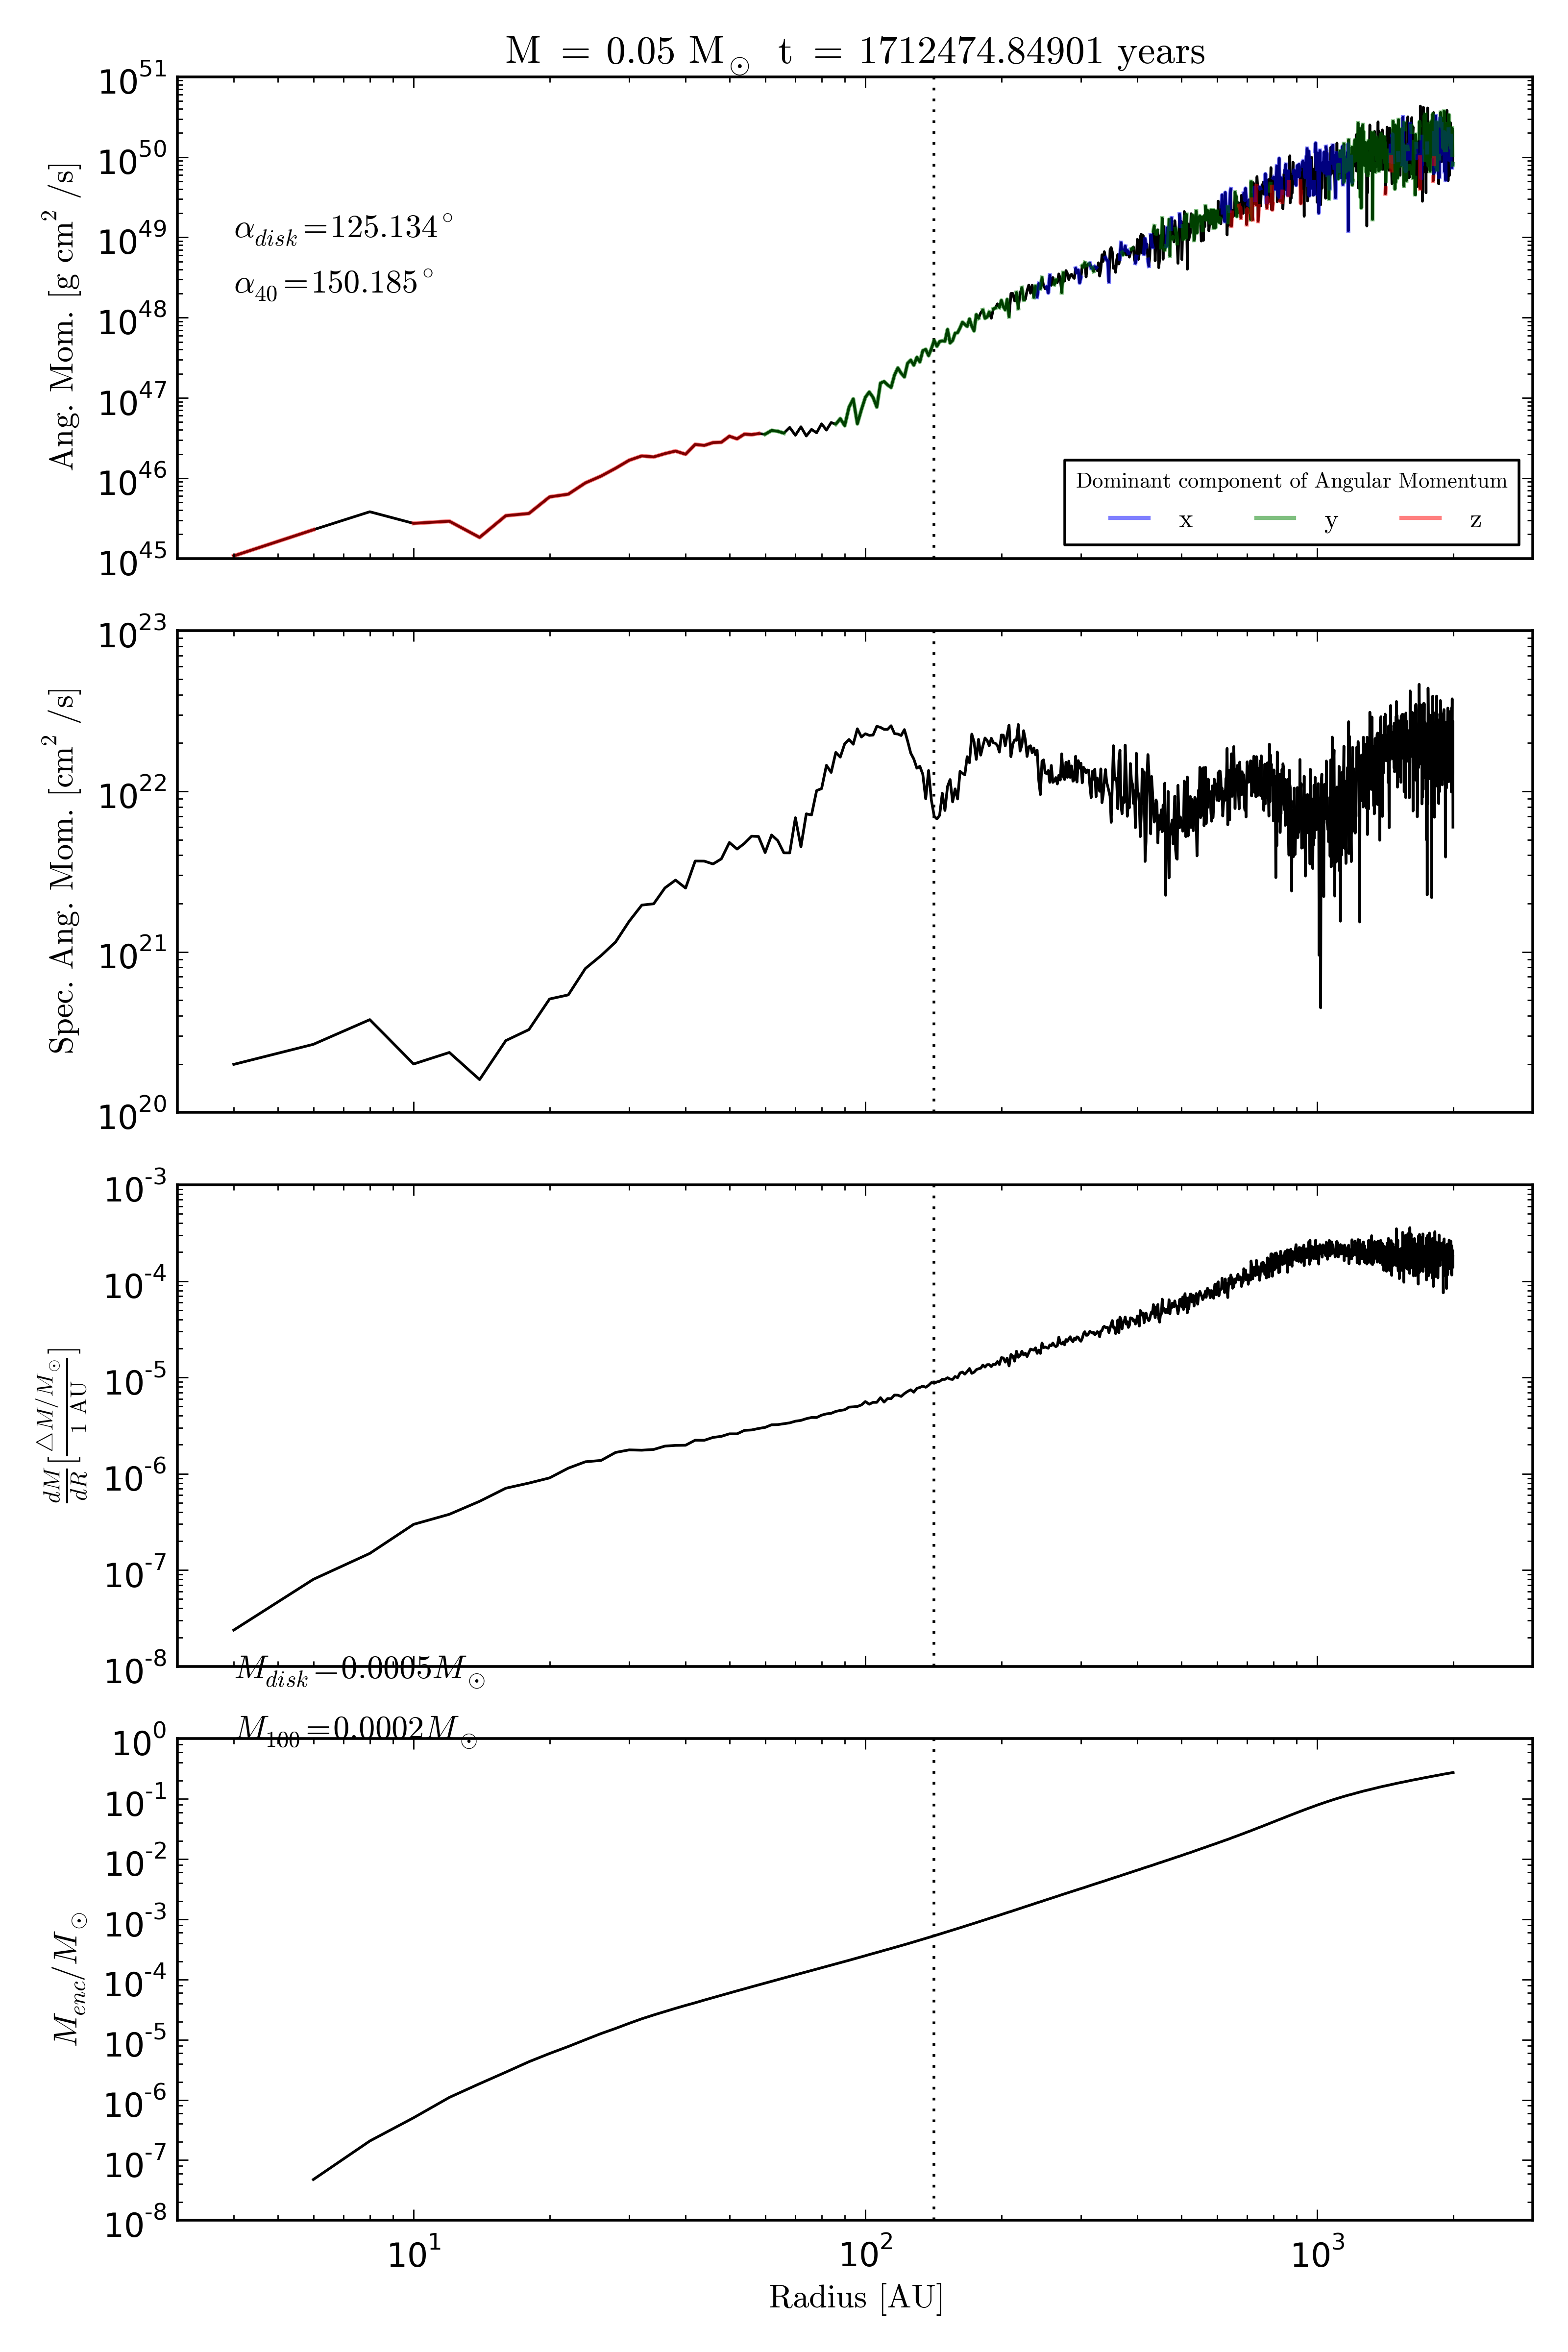 M = 0.05 M⊙ t = 1712474.84901 years
10^51
10^50
10^49
10^48
10^47
10^46
10^45
Ang. Mom. [g cm^2 /s]
α_disk=125.134°
α_40=150.185°
Dominant component of Angular Momentum
x y z
10^23
10^22
10^21
10^20
Spec. Ang. Mom. [cm^2 /s]
10^-3
10^-4
10^-5
10^-6
10^-7
10^-8
dM/dR [△M/M⊙ / 1 AU]
M_disk=0.0005M⊙
M_100=0.0002M⊙
10^0
10^-1
10^-2
10^-3
10^-4
10^-5
10^-6
10^-7
10^-8
M_enc/M⊙
10^1 10^2 10^3
Radius [AU]